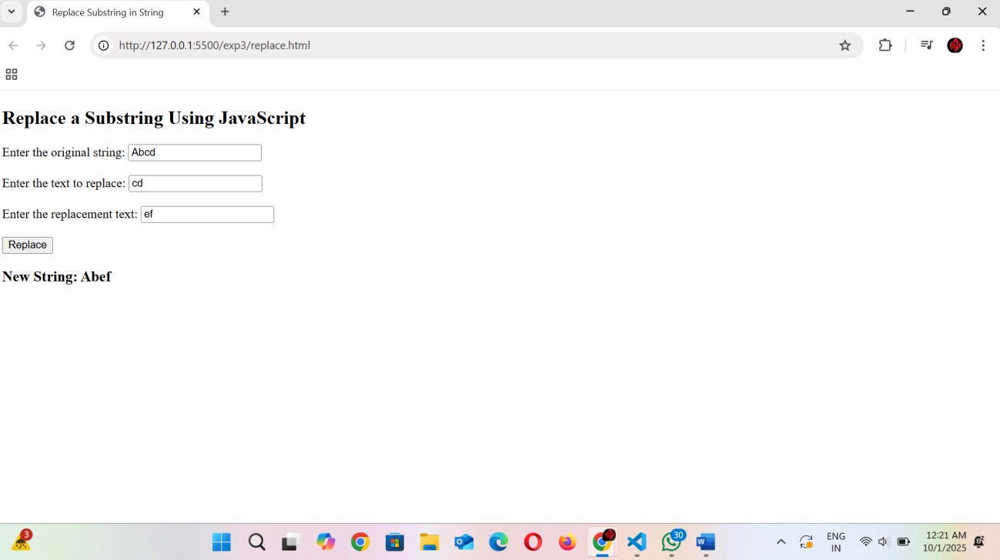 Replace Substring in String
http://127.0.0.1:5500/exp3/replace.html
Replace a Substring Using JavaScript
Enter the original string: Abcd
Enter the text to replace: cd
Enter the replacement text: ef
Replace
New String: Abef
3
30
ENG
IN
12:21 AM
10/1/2025